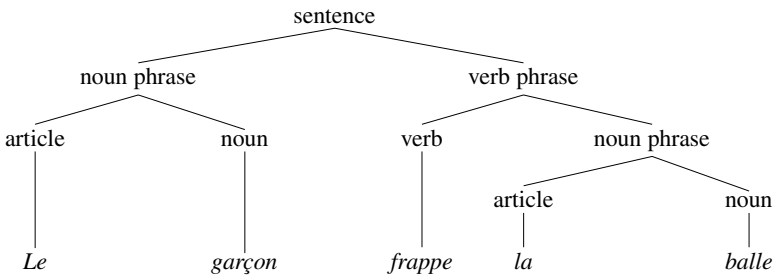 sentence
noun phrase verb phrase
article noun verb noun phrase
article noun
Le garçon frappe la balle